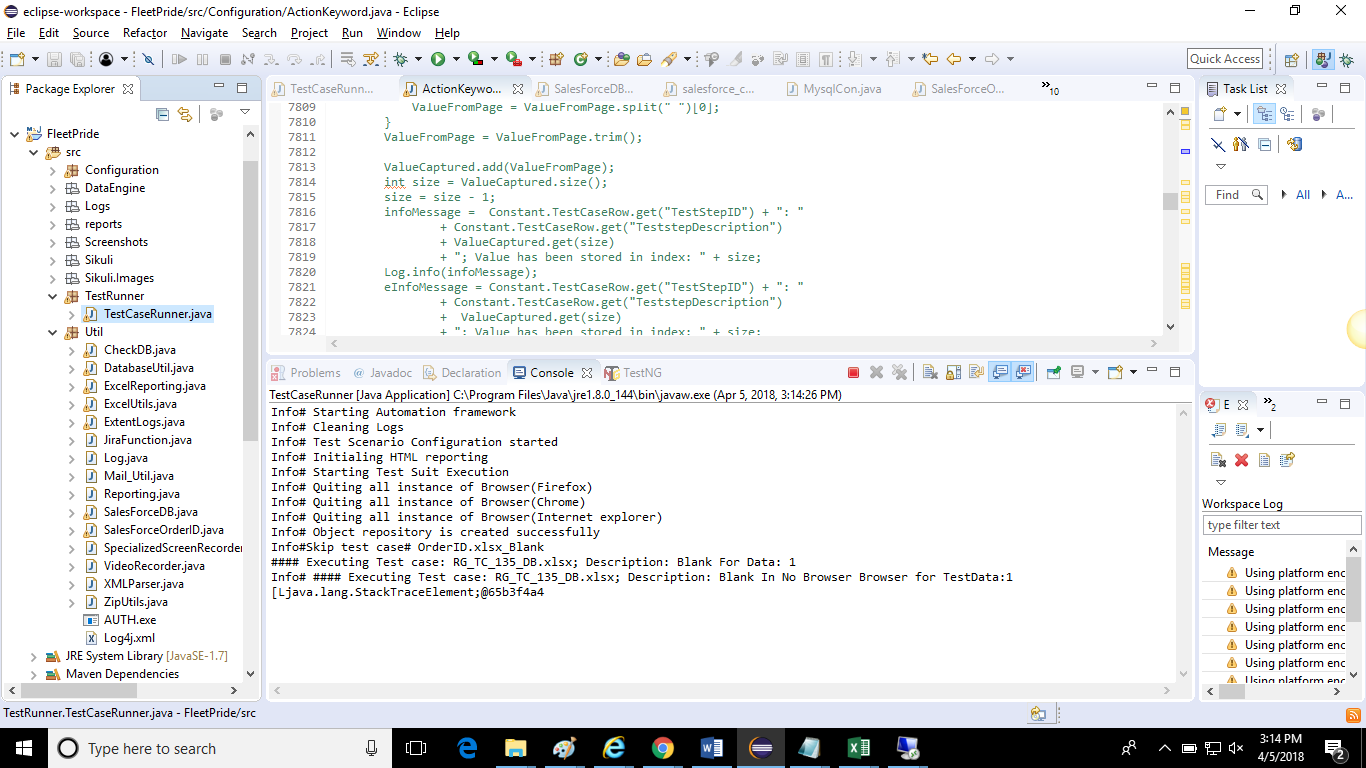 eclipse-workspace - FleetPride/src/Configuration/ActionKeyword.java - Eclipse
File Edit Source Refactor Navigate Search Project Run Window Help
Quick Access
Package Explorer
FleetPride
src
Configuration
DataEngine
Logs
reports
Screenshots
Sikuli
Sikuli.Images
TestRunner
TestCaseRunner.java
Util
CheckDB.java
DatabaseUtil.java
ExcelReporting.java
ExcelUtils.java
ExtentLogs.java
JiraFunction.java
Log.java
Mail_Util.java
Reporting.java
SalesForceDB.java
SalesForceOrderID.java
SpecializedScreenRecorder
VideoRecorder.java
XMLParser.java
ZipUtils.java
AUTH.exe
Log4j.xml
JRE System Library [JavaSE-1.7]
Maven Dependencies
TestCaseRunn... ActionKeywo... SalesForceDB... salesforce_c... MysqlCon.java SalesForceO... »10
7809 ValueFromPage = ValueFromPage.split(" ")[0];
7810 }
7811 ValueFromPage = ValueFromPage.trim();
7812
7813 ValueCaptured.add(ValueFromPage);
7814 int size = ValueCaptured.size();
7815 size = size - 1;
7816 infoMessage =  Constant.TestCaseRow.get("TestStepID") + ": "
7817 + Constant.TestCaseRow.get("TeststepDescription")
7818 + ValueCaptured.get(size)
7819 + "; Value has been stored in index: " + size;
7820 Log.info(infoMessage);
7821 eInfoMessage = Constant.TestCaseRow.get("TestStepID") + ": "
7822 + Constant.TestCaseRow.get("TeststepDescription")
7823 +  ValueCaptured.get(size)
7824 + "; Value has been stored in index: " + size;
Problems @ Javadoc Declaration Console TestNG
TestCaseRunner [Java Application] C:\Program Files\Java\jre1.8.0_144\bin\javaw.exe (Apr 5, 2018, 3:14:26 PM)
Info# Starting Automation framework
Info# Cleaning Logs
Info# Test Scenario Configuration started
Info# Initialing HTML reporting
Info# Starting Test Suit Execution
Info# Quiting all instance of Browser(Firefox)
Info# Quiting all instance of Browser(Chrome)
Info# Quiting all instance of Browser(Internet explorer)
Info# Object repository is created successfully
Info#Skip test case# OrderID.xlsx_Blank
#### Executing Test case: RG_TC_135_DB.xlsx; Description: Blank For Data: 1
Info# #### Executing Test case: RG_TC_135_DB.xlsx; Description: Blank In No Browser Browser for TestData:1
[Ljava.lang.StackTraceElement;@65b3f4a4
Task List
Find All A...
E »2
Workspace Log
type filter text
Message
Using platform enc
Using platform enc
Using platform enc
Using platform enc
Using platform enc
Using platform enc
Using platform enc
TestRunner.TestCaseRunner.java - FleetPride/src
Type here to search
3:14 PM
4/5/2018
2